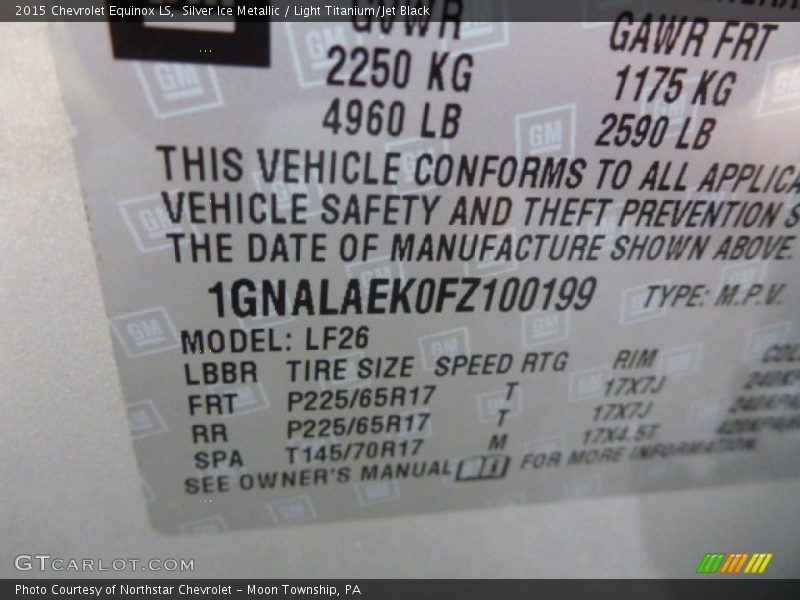 2015 Chevrolet Equinox LS, Silver Ice Metallic / Light Titanium/Jet Black
GVWR GAWR FRT
2250 KG 1175 KG
4960 LB 2590 LB
THIS VEHICLE CONFORMS TO ALL APPLICA
VEHICLE SAFETY AND THEFT PREVENTION S
THE DATE OF MANUFACTURE SHOWN ABOVE.
1GNALAEK0FZ100199 TYPE: M.P.V.
MODEL: LF26
LBBR TIRE SIZE SPEED RTG RIM COL
FRT P225/65R17 T 17X7J
RR P225/65R17 T 17X7J
SPA T145/70R17 M 17X4.5T
SEE OWNER'S MANUAL FOR MORE INFORMATION
GTCARLOT.COM
Photo Courtesy of Northstar Chevrolet - Moon Township, PA